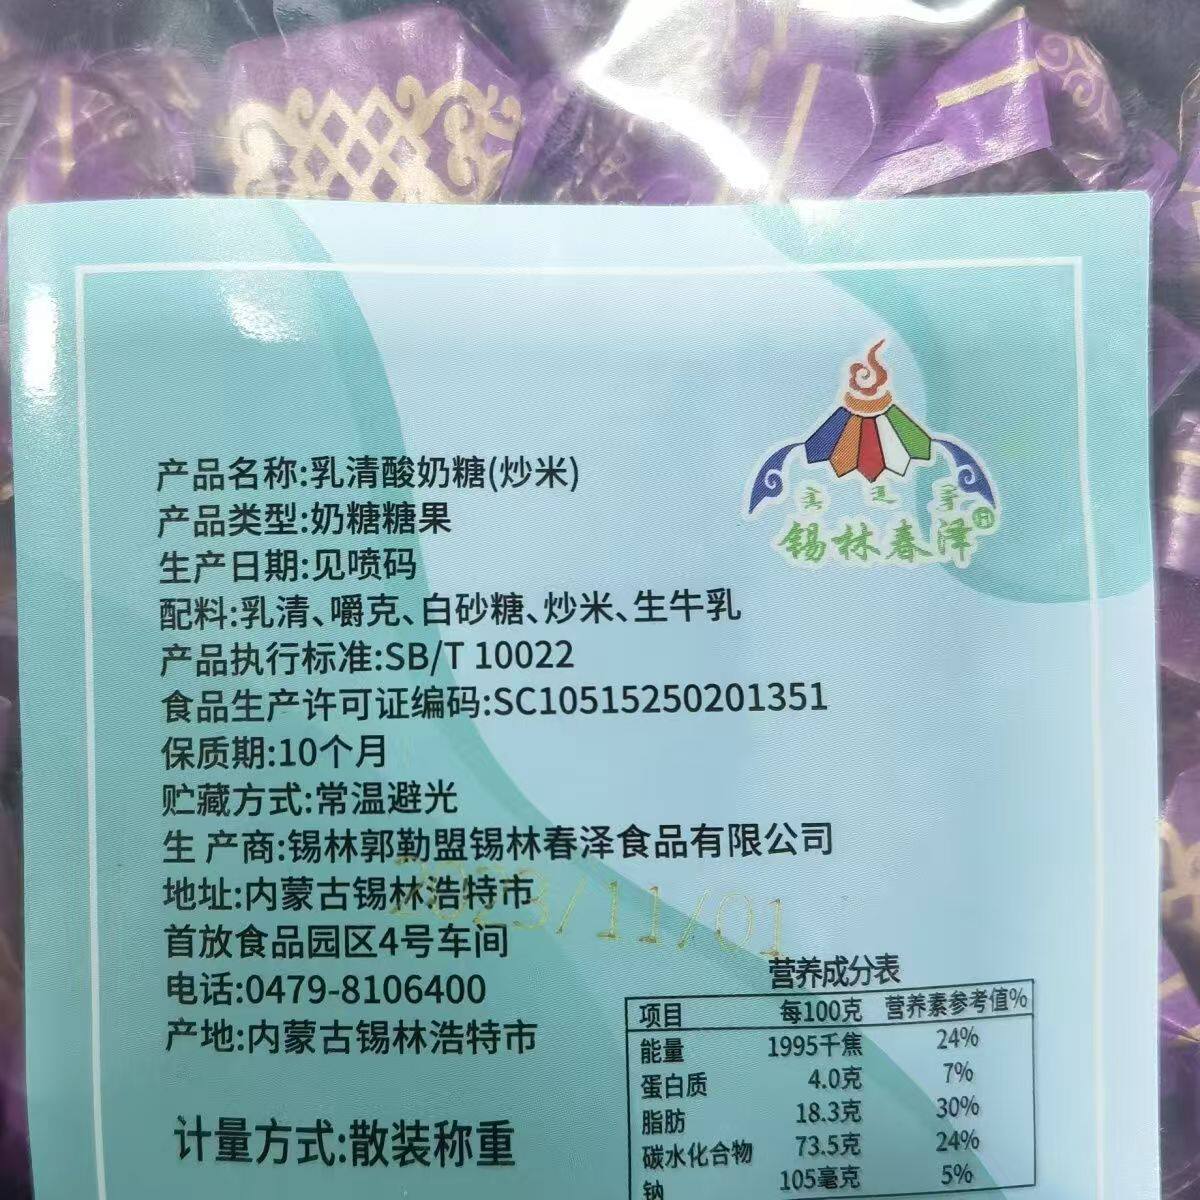 锡林春泽
产品名称:乳清酸奶糖(炒米)
产品类型:奶糖糖果
生产日期:见喷码
配料:乳清、嚼克、白砂糖、炒米、生牛乳
产品执行标准:SB/T 10022
食品生产许可证编码:SC10515250201351
保质期:10个月
贮藏方式:常温避光
生 产商:锡林郭勒盟锡林春泽食品有限公司
地址:内蒙古锡林浩特市
2023/11/01
首放食品园区4号车间
电话:0479-8106400
产地:内蒙古锡林浩特市
计量方式:散装称重
营养成分表
项目 每100克 营养素参考值%
能量 1995千焦 24%
蛋白质 4.0克 7%
脂肪 18.3克 30%
碳水化合物 73.5克 24%
钠 105毫克 5%